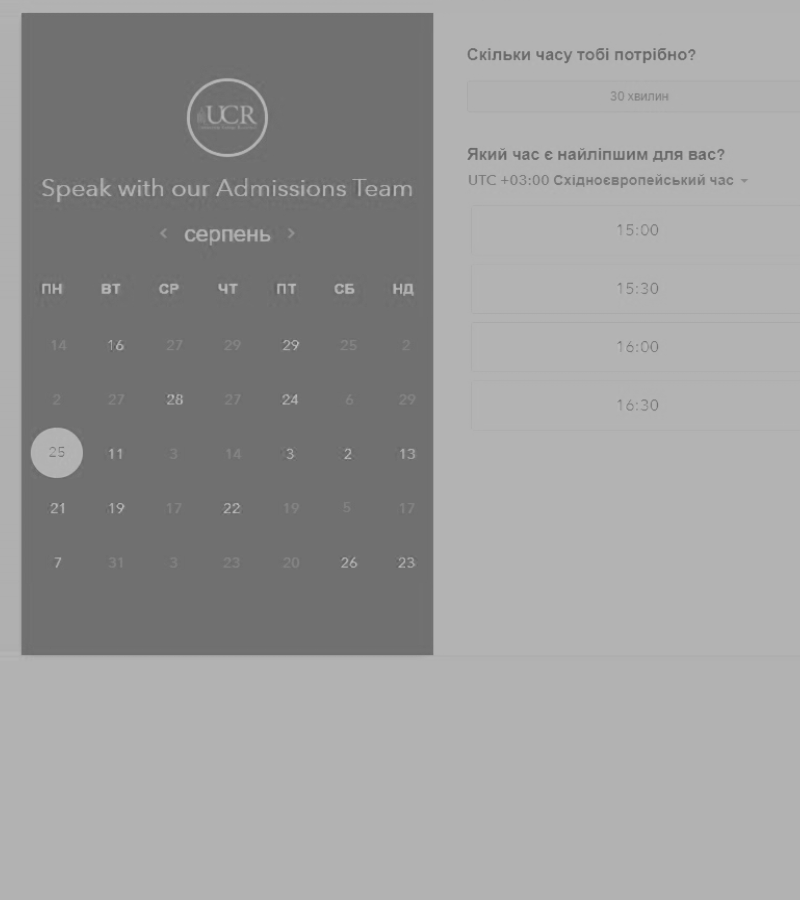 UCR
Speak with our Admissions Team
серпень
ПН ВТ СР ЧТ ПТ СБ НД
14 16 27 29 29 25 2
2 27 28 27 24 6 29
25 11 3 14 3 2 13
21 19 17 22 19 5 17
7 31 3 23 20 26 23
Скільки часу тобі потрібно?
30 хвилин
Який час є найліпшим для вас?
UTC +03:00 Східноєвропейський час
15:00
15:30
16:00
16:30